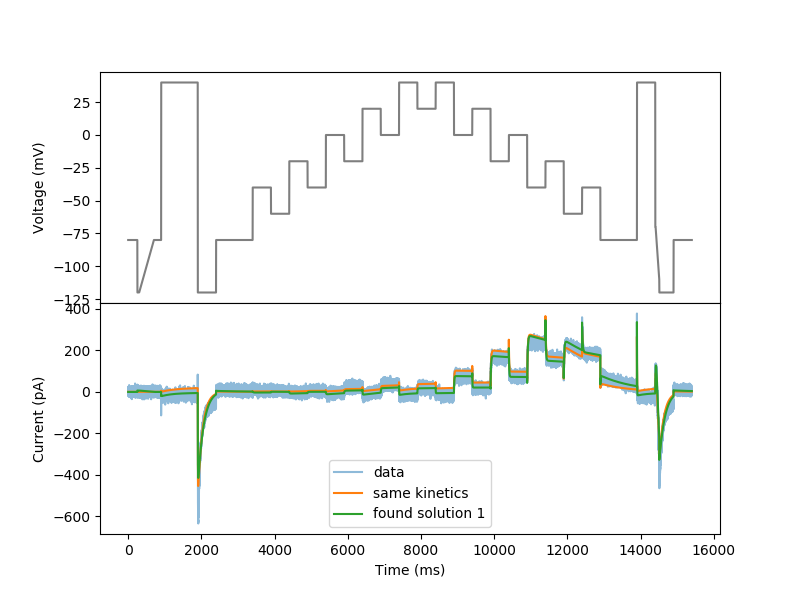 25
0
−25
−50
−75
−100
−125
Voltage (mV)
400
200
0
−200
−400
−600
Current (pA)
data
same kinetics
found solution 1
0 2000 4000 6000 8000 10000 12000 14000 16000
Time (ms)